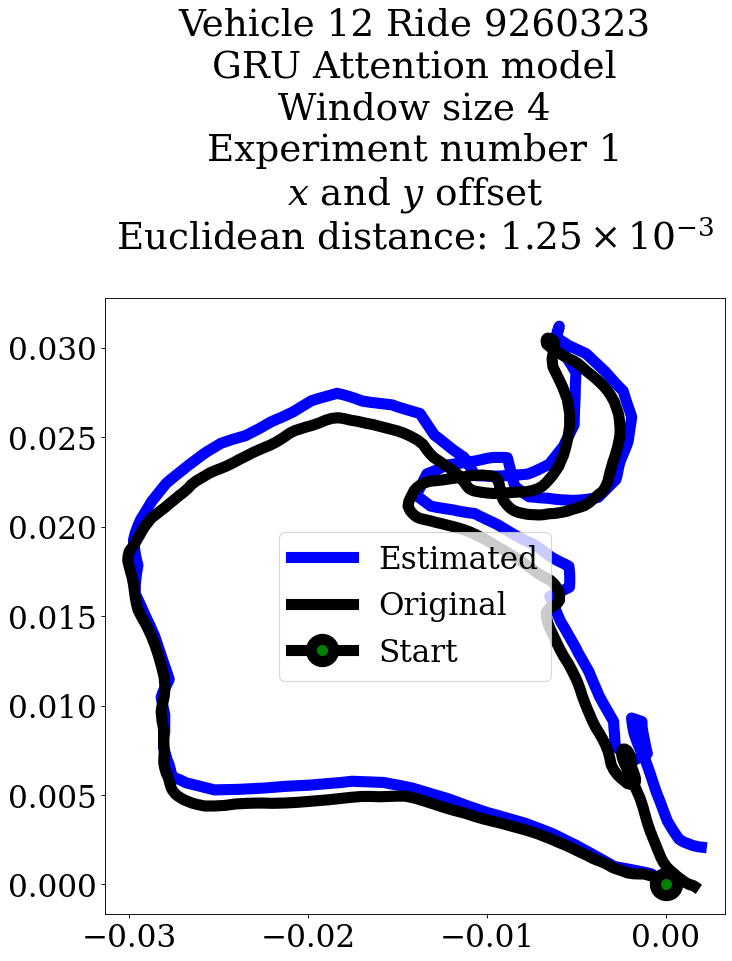 Vehicle 12 Ride 9260323
GRU Attention model
Window size 4
Experiment number 1
x and y offset
Euclidean distance: 1.25 × 10⁻³
0.030
0.025
0.020
0.015
0.010
0.005
0.000
Estimated
Original
Start
−0.03 −0.02 −0.01 0.00